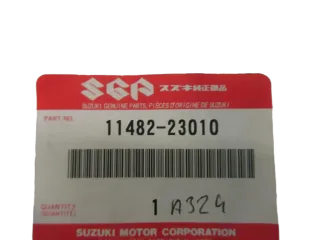 SGP スズキ純正部品
SUZUKI GENUINE PARTS/PIÈCES D'ORIGINE DE SUZUKI
PART NO.
11482-23010
QUANTITY
(QUANTITÉ)
1 A324
SUZUKI MOTOR CORPORATION